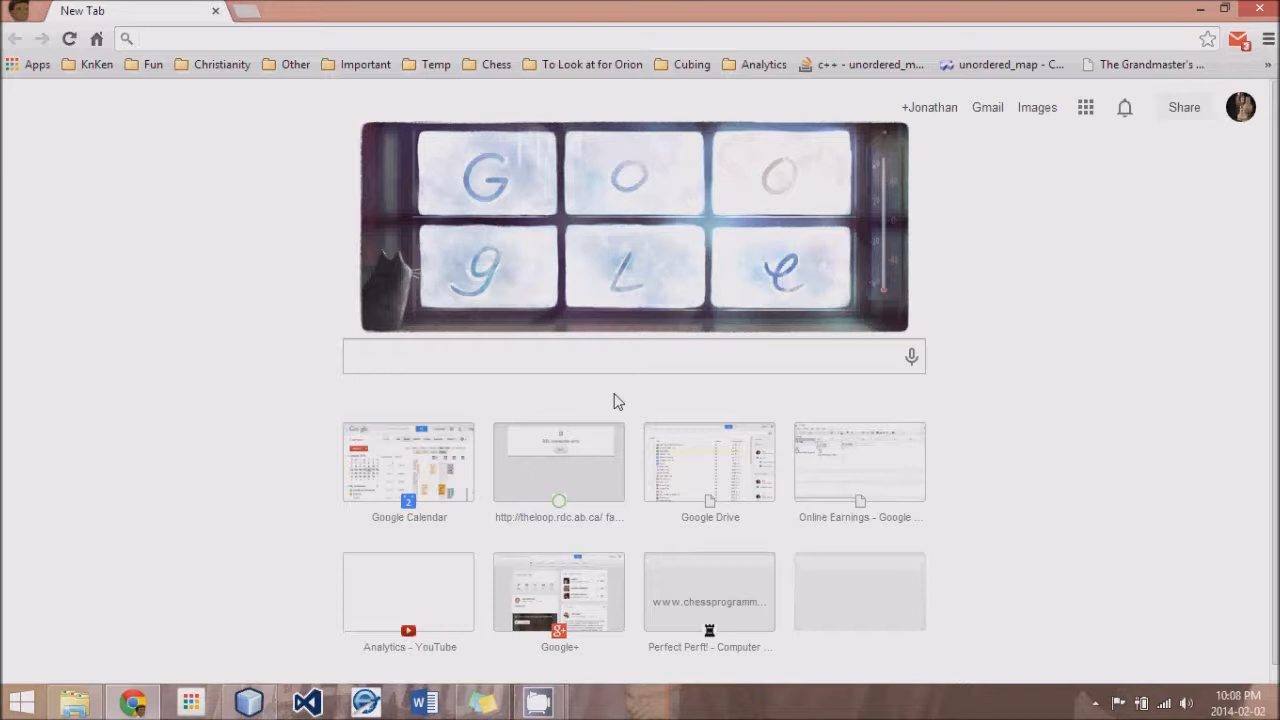 New Tab
Apps KnKen Fun Christianity Other Important Temp Chess To Look at for Orion Cubing Analytics c++ - unordered_m... unordered_map - C... The Grandmaster's ... »
+Jonathan Gmail Images Share
G o o
g L e
Google Calendar http://theloop.rdc.ab.ca/ fa... Google Drive Online Earnings - Google ...
www.chessprogramm...
Analytics - YouTube Google+ Perfect Perft! - Computer ...
10:08 PM
2014-02-02